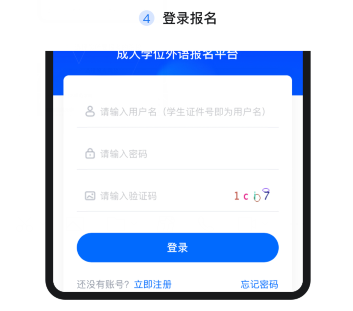 4 登录报名
成人学位外语报名平台
请输入用户名（学生证件号即为用户名）
请输入密码
请输入验证码
登录
还没有账号？立即注册 忘记密码